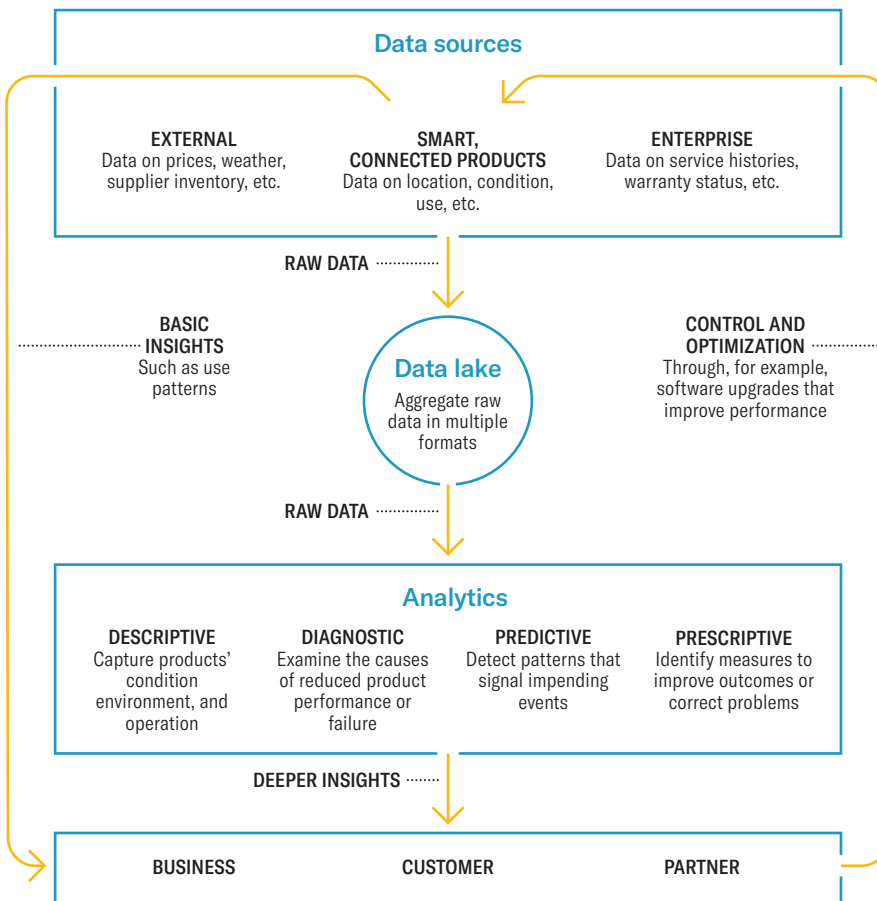 Data sources
EXTERNAL
Data on prices, weather,
supplier inventory, etc.
SMART,
CONNECTED PRODUCTS
Data on location, condition,
use, etc.
ENTERPRISE
Data on service histories,
warranty status, etc.
RAW DATA
BASIC
INSIGHTS
Such as use
patterns
Data lake
Aggregate raw
data in multiple
formats
CONTROL AND
OPTIMIZATION
Through, for example,
software upgrades that
improve performance
RAW DATA
Analytics
DESCRIPTIVE
Capture products’
condition
environment, and
operation
DIAGNOSTIC
Examine the causes
of reduced product
performance or
failure
PREDICTIVE
Detect patterns that
signal impending
events
PRESCRIPTIVE
Identify measures to
improve outcomes or
correct problems
DEEPER INSIGHTS
BUSINESS
CUSTOMER
PARTNER